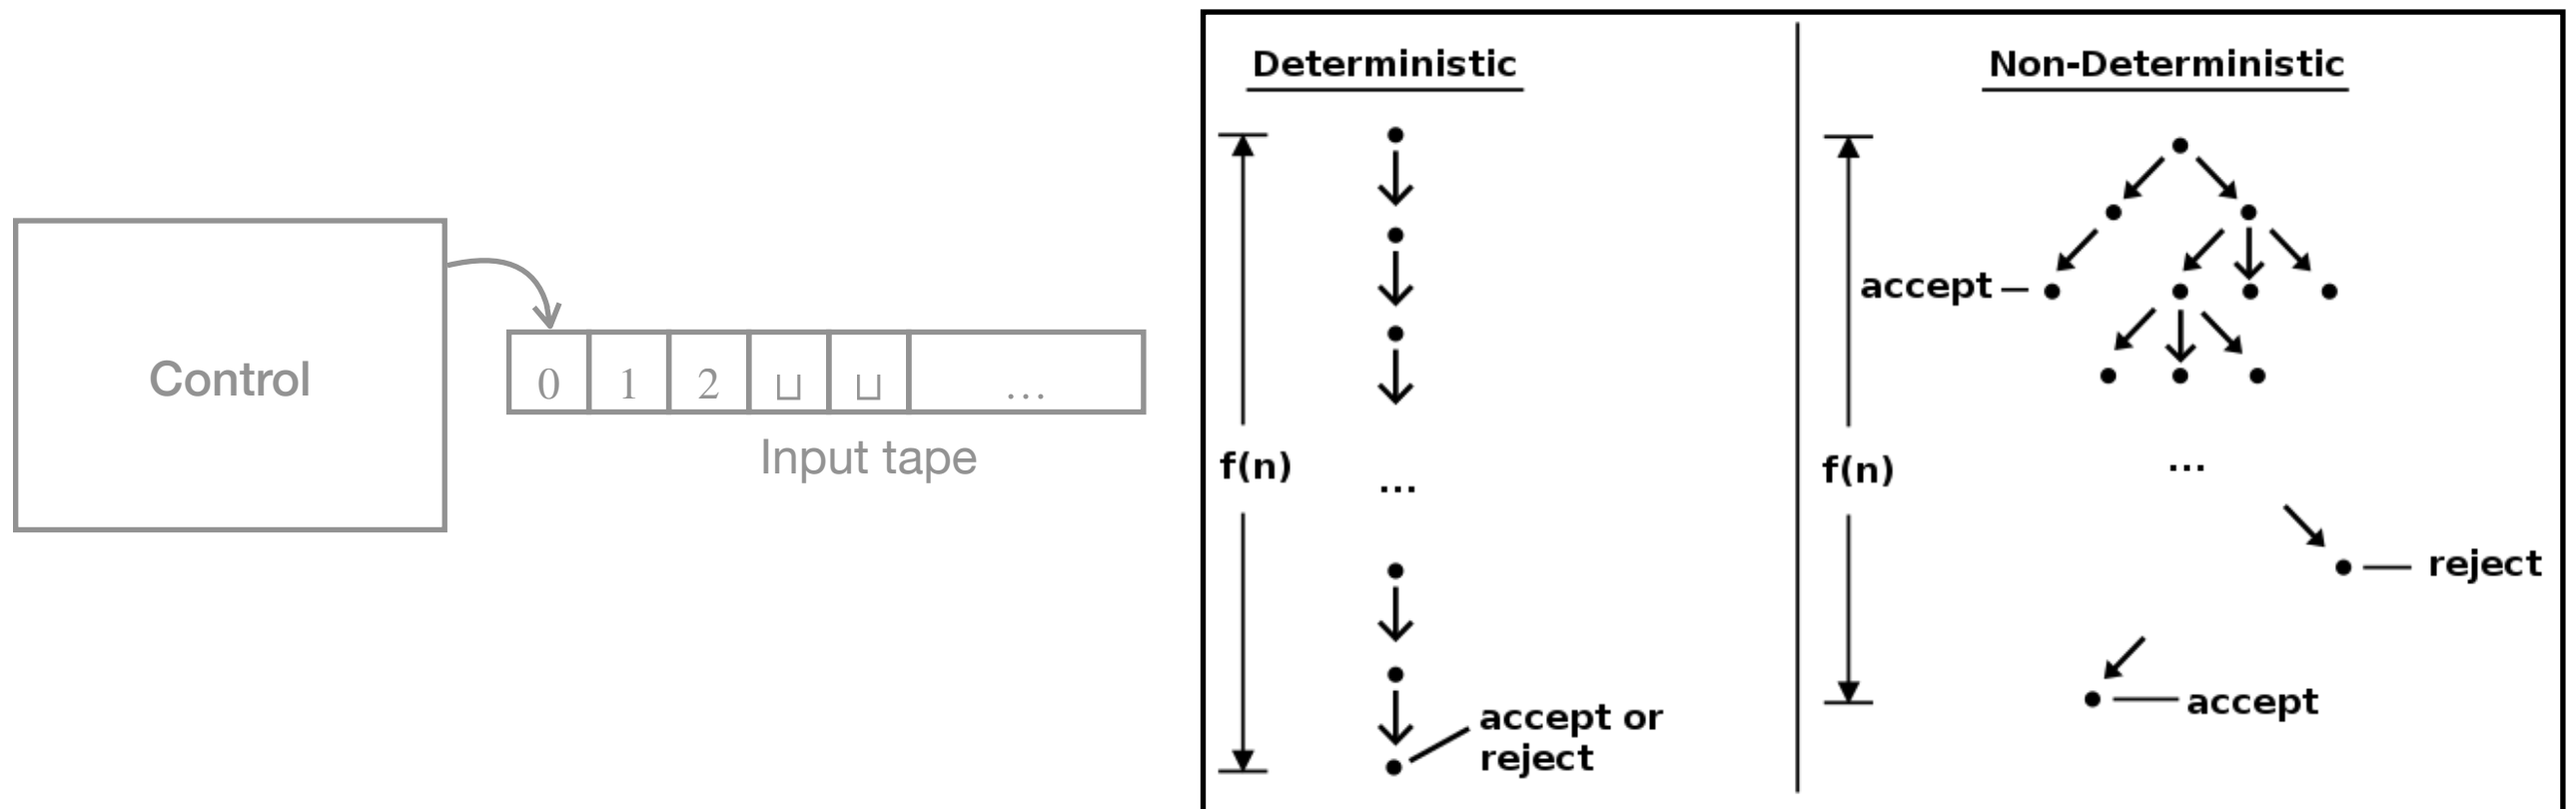 Control
0 1 2 ⊔ ⊔ ...
Input tape
Deterministic
f(n)
...
accept or
reject
Non-Deterministic
accept
f(n)
...
reject
accept